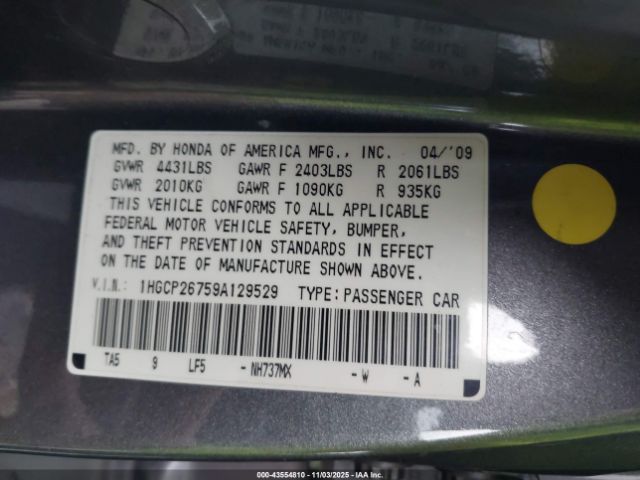 MFD. BY HONDA OF AMERICA MFG., INC. 04/'09
GVWR 4431LBS GAWR F 2403LBS R 2061LBS
GVWR 2010KG GAWR F 1090KG R 935KG
THIS VEHICLE CONFORMS TO ALL APPLICABLE
FEDERAL MOTOR VEHICLE SAFETY, BUMPER,
AND THEFT PREVENTION STANDARDS IN EFFECT
ON THE DATE OF MANUFACTURE SHOWN ABOVE.
V.I.N.: 1HGCP26759A129529 TYPE:PASSENGER CAR
TA5 9 LF5 - NH737MX - W - A
00-43554810 | 11/03/2025 - IAA Inc.